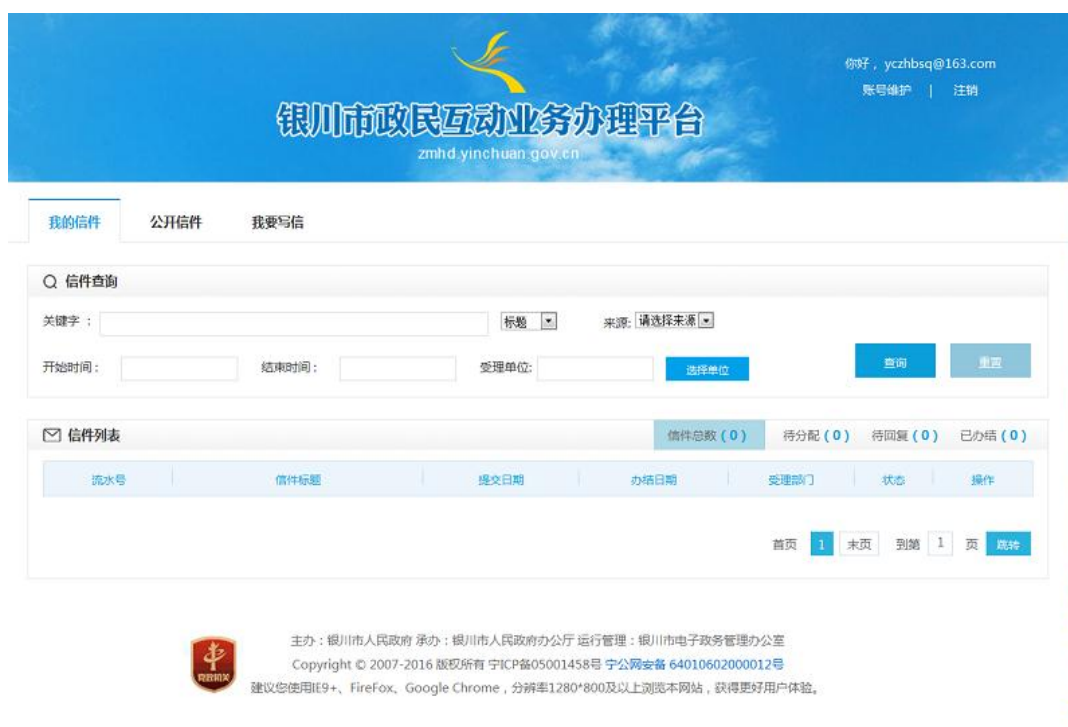 你好，yczhbsq@163.com
账号维护 | 注销
银川市政民互动业务办理平台
zmhd.yinchuan.gov.cn
我的信件 公开信件 我要写信
信件查询
关键字： 标题 来源: 请选择来源
开始时间： 结束时间： 受理单位: 选择单位 查询 重置
信件列表 信件总数 ( 0 ) 待分配 ( 0 ) 待回复 ( 0 ) 已办结 ( 0 )
流水号 信件标题 提交日期 办结日期 受理部门 状态 操作
首页 1 末页 到第 1 页 跳转
主办：银川市人民政府 承办：银川市人民政府办公厅 运行管理：银川市电子政务管理办公室
Copyright © 2007-2016 版权所有 宁ICP备05001458号 宁公网安备 64010602000012号
党政机关
建议您使用IE9+、FireFox、Google Chrome，分辨率1280*800及以上浏览本网站，获得更好用户体验。